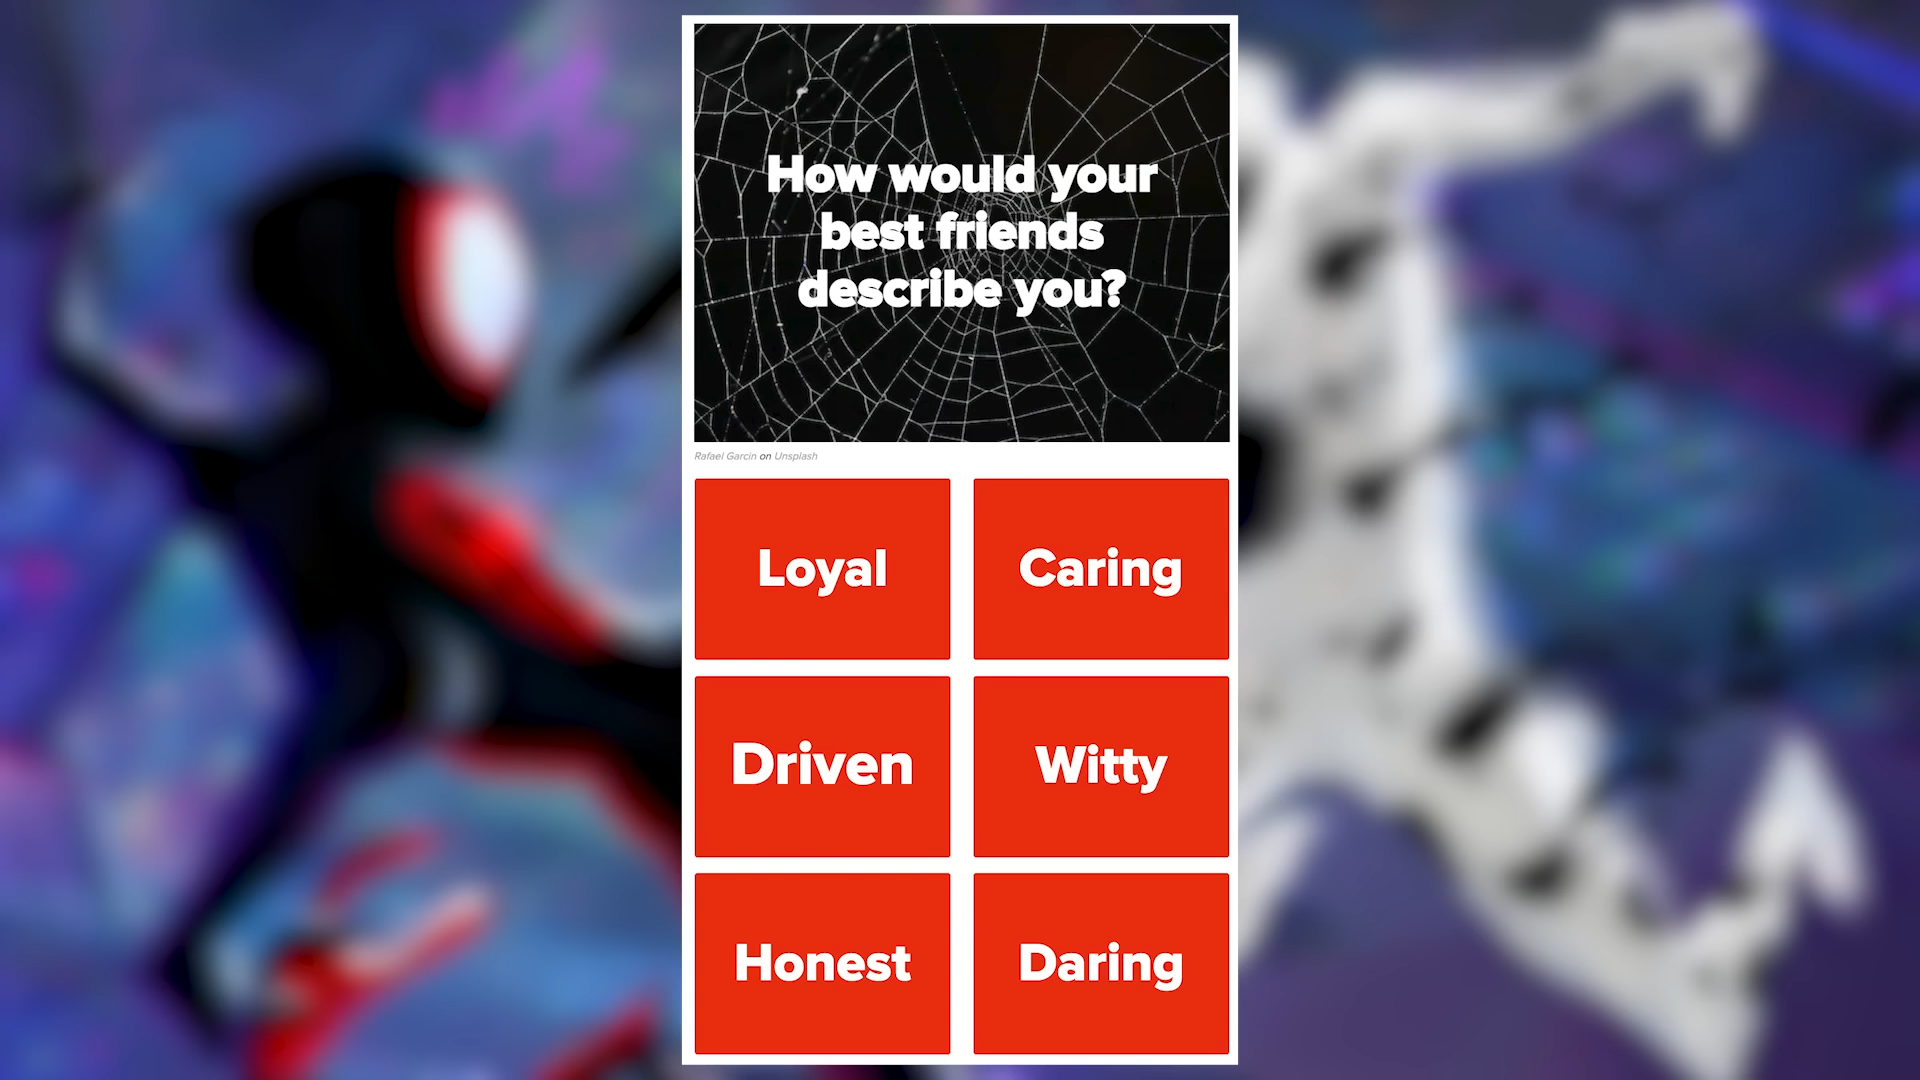 How would your
best friends
describe you?
Rafael Garcin on Unsplash
Loyal
Caring
Driven
Witty
Honest
Daring